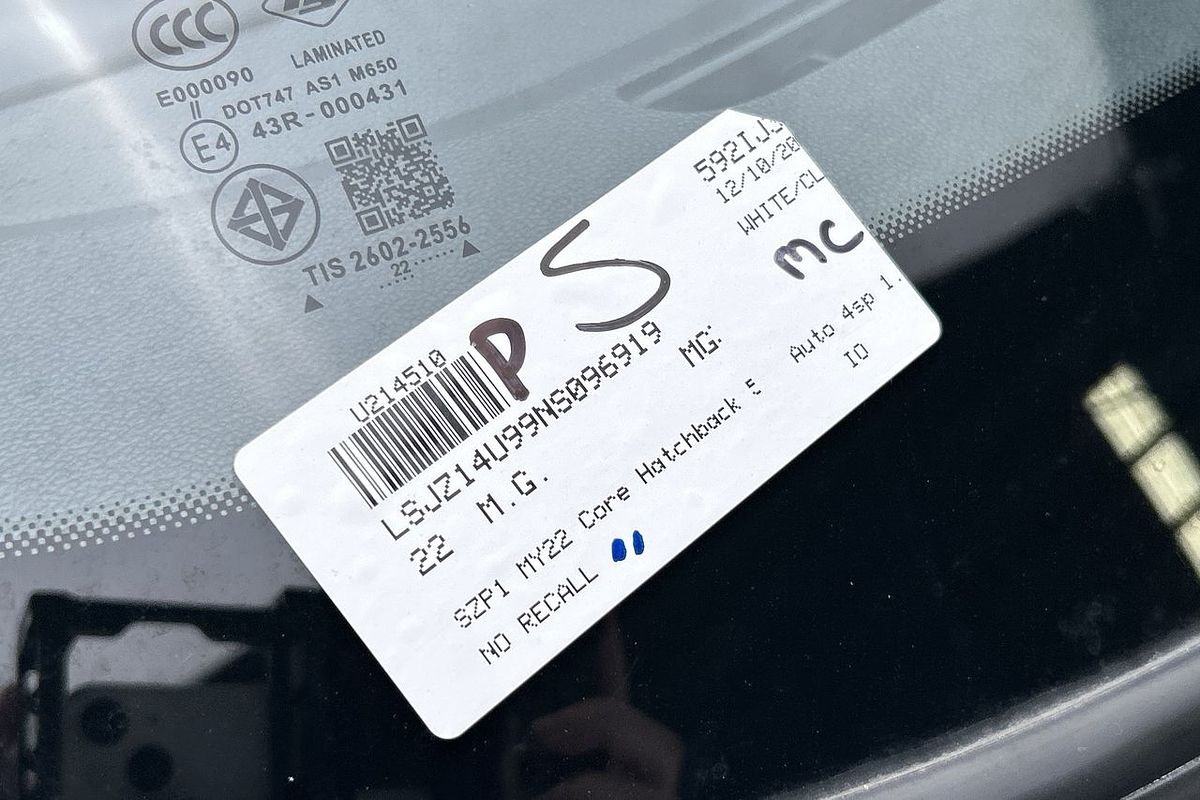 CCC
LAMINATED
E000090
II
DOT747 AS1 M650
E4
43R-000431
TIS 2602-2556
22
592IJ
12/10/20
WHITE/CL
mc
S
P
U214510
LSJZ14U99NS096919
MG
22 M.G.
Auto 4sp 1.
SZP1 MY22 Core Hatchback 5
IO
NO RECALL